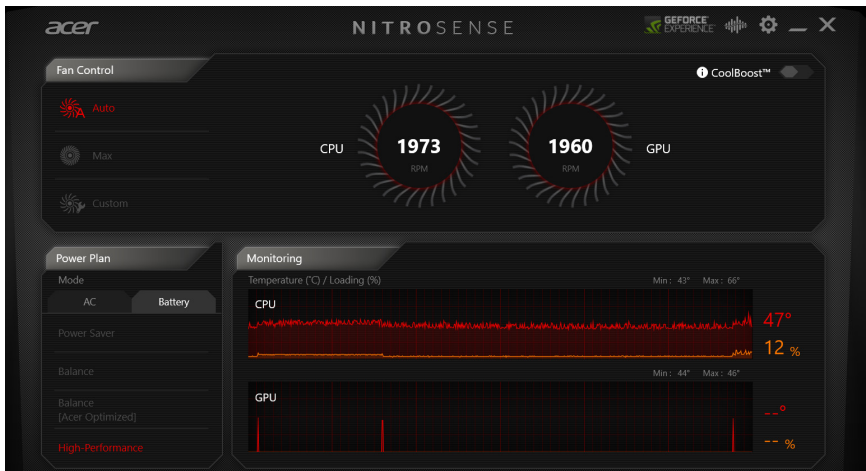 acer
NITROSENSE
GEFORCE EXPERIENCE
Fan Control
CoolBoost™
Auto
Max
Custom
CPU
1973
RPM
1960
RPM
GPU
Power Plan
Mode
AC
Battery
Power Saver
Balance
Balance
[Acer Optimized]
High-Performance
Monitoring
Temperature (°C) / Loading (%)
Min : 43° Max : 66°
CPU
47°
12 %
Min : 44° Max : 46°
GPU
--°
-- %